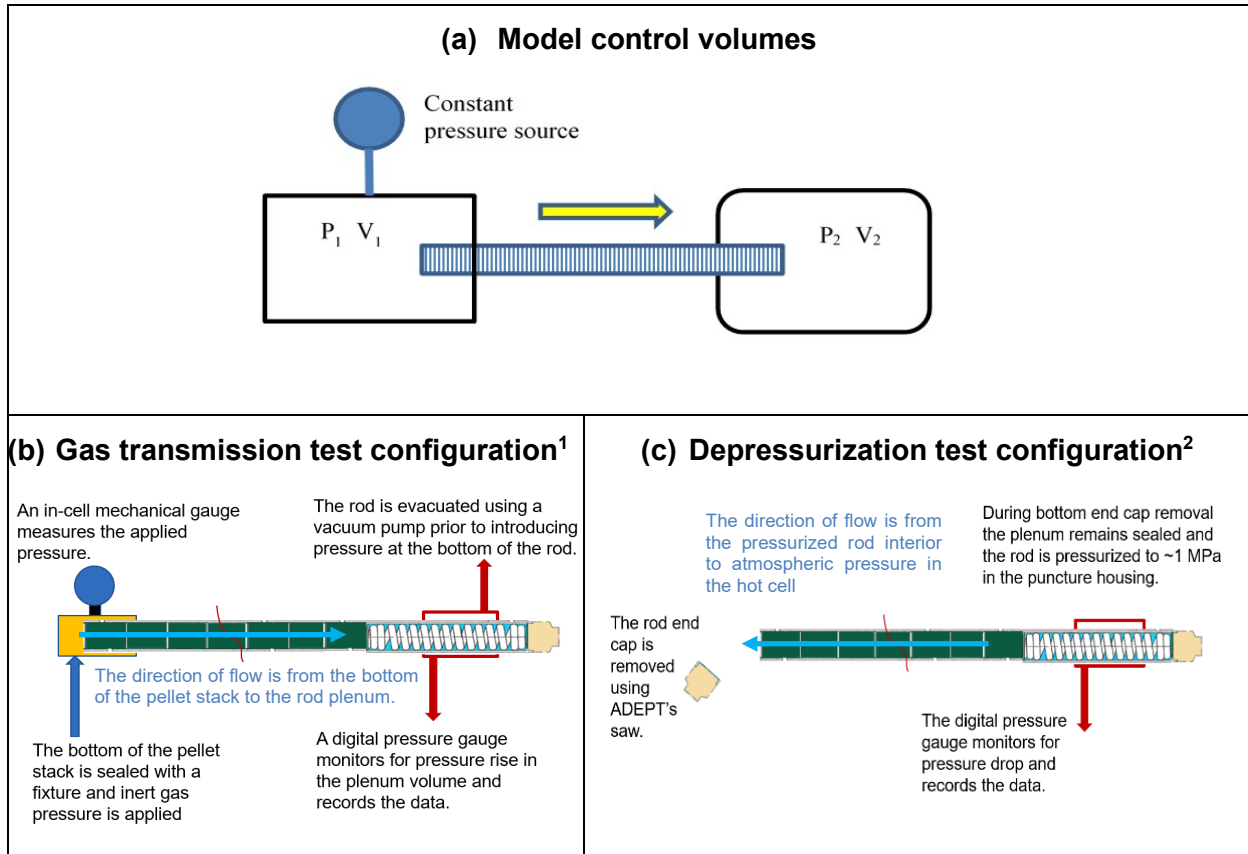 (a) Model control volumes
Constant
pressure source
P1 V1
P2 V2
(b) Gas transmission test configuration1
An in-cell mechanical gauge
measures the applied
pressure.
The rod is evacuated using a
vacuum pump prior to introducing
pressure at the bottom of the rod.
The direction of flow is from the bottom
of the pellet stack to the rod plenum.
The bottom of the pellet
stack is sealed with a
fixture and inert gas
pressure is applied
A digital pressure gauge
monitors for pressure rise in
the plenum volume and
records the data.
(c) Depressurization test configuration2
The direction of flow is from
the pressurized rod interior
to atmospheric pressure in
the hot cell
During bottom end cap removal
the plenum remains sealed and
the rod is pressurized to ~1 MPa
in the puncture housing.
The rod end
cap is
removed
using
ADEPT's
saw.
The digital pressure
gauge monitors for
pressure drop and
records the data.